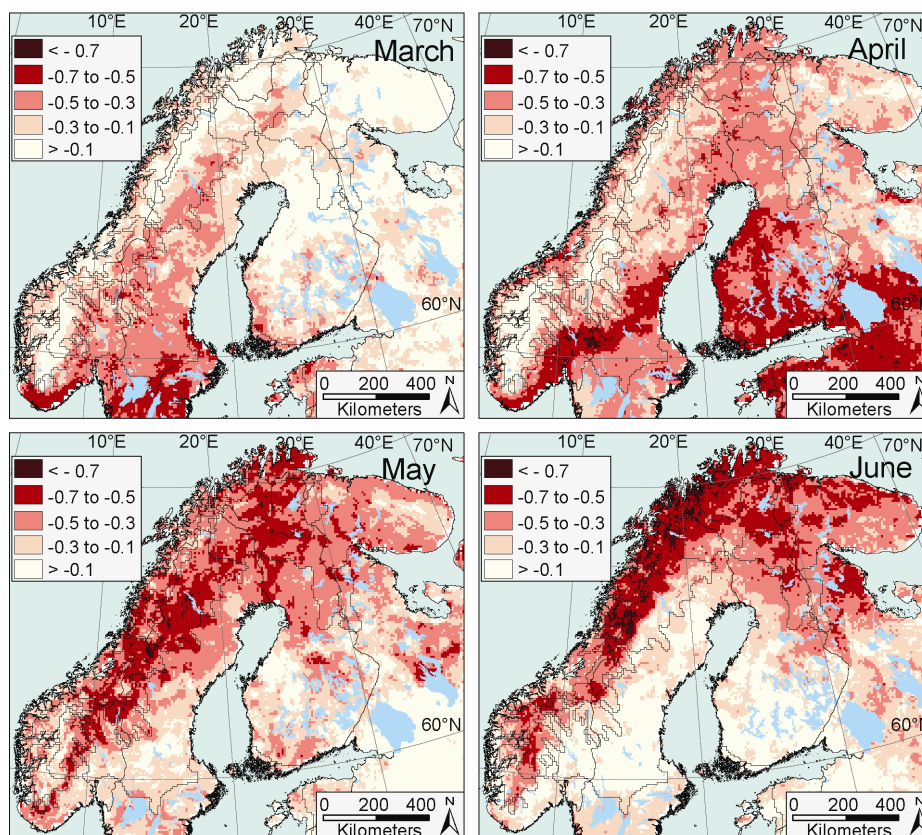 10°E 20°E 30°E 40°E 70°N
March
< - 0.7
-0.7 to -0.5
-0.5 to -0.3
-0.3 to -0.1
> -0.1
60°N
0 200 400 N
Kilometers
10°E 20°E 30°E 40°E 70°N
April
< - 0.7
-0.7 to -0.5
-0.5 to -0.3
-0.3 to -0.1
> -0.1
60°N
0 200 400 N
Kilometers
10°E 20°E 30°E 40°E 70°N
May
< - 0.7
-0.7 to -0.5
-0.5 to -0.3
-0.3 to -0.1
> -0.1
60°N
0 200 400 N
Kilometers
10°E 20°E 30°E 40°E 70°N
June
< - 0.7
-0.7 to -0.5
-0.5 to -0.3
-0.3 to -0.1
> -0.1
60°N
0 200 400 N
Kilometers